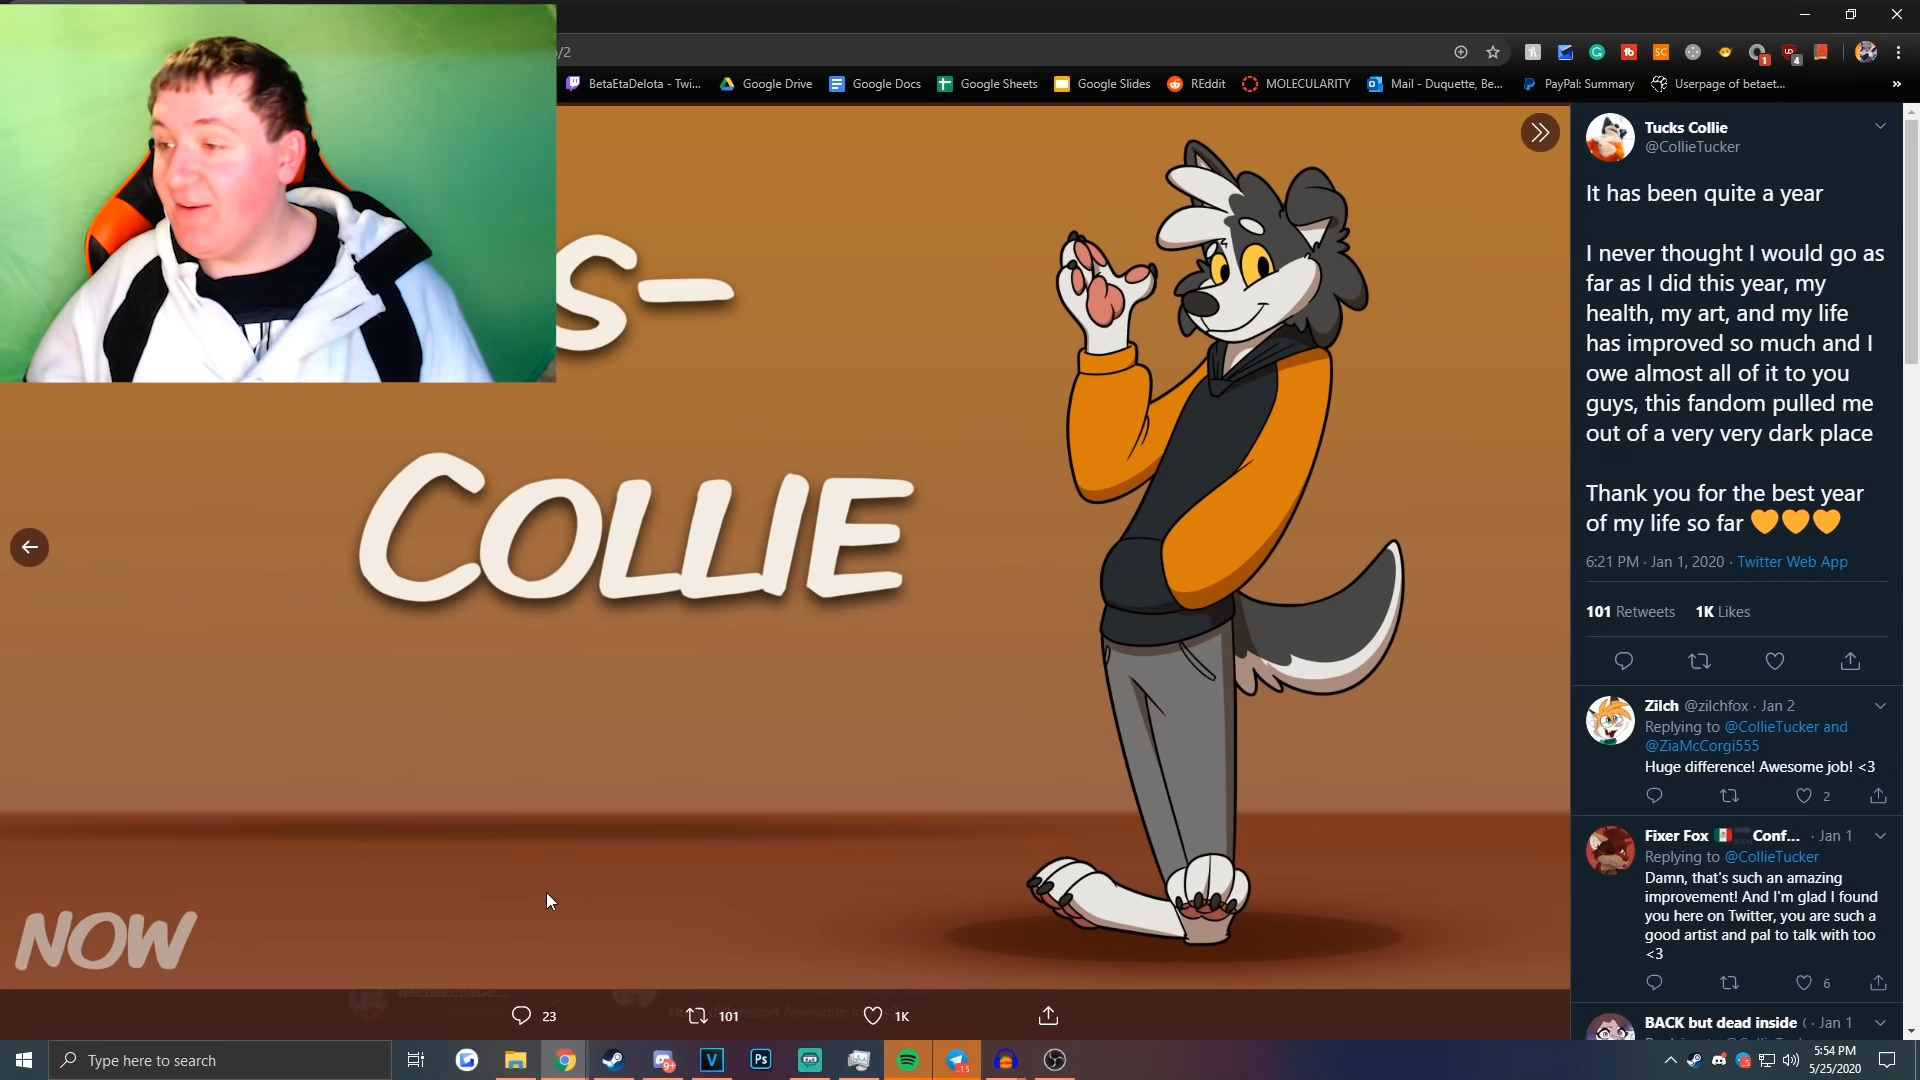 /2
BetaEtaDelota - Twi...
Google Drive
Google Docs
Google Sheets
Google Slides
REddit
MOLECULARITY
Mail - Duquette, Be...
PayPal: Summary
Userpage of betaet...
»
S-
COLLIE
NOW
23
101
1K
Tucks Collie
@CollieTucker
It has been quite a year
I never thought I would go as
far as I did this year, my
health, my art, and my life
has improved so much and I
owe almost all of it to you
guys, this fandom pulled me
out of a very very dark place
Thank you for the best year
of my life so far 🧡🧡🧡
6:21 PM · Jan 1, 2020 · Twitter Web App
101 Retweets 1K Likes
Zilch @zilchfox · Jan 2
Replying to @CollieTucker and
@ZiaMcCorgi555
Huge difference! Awesome job! <3
2
Fixer Fox 🇲🇽 Conf... · Jan 1
Replying to @CollieTucker
Damn, that's such an amazing
improvement! And I'm glad I found
you here on Twitter, you are such a
good artist and pal to talk with too
<3
6
BACK but dead inside ( · Jan 1
Type here to search
5:54 PM
5/25/2020